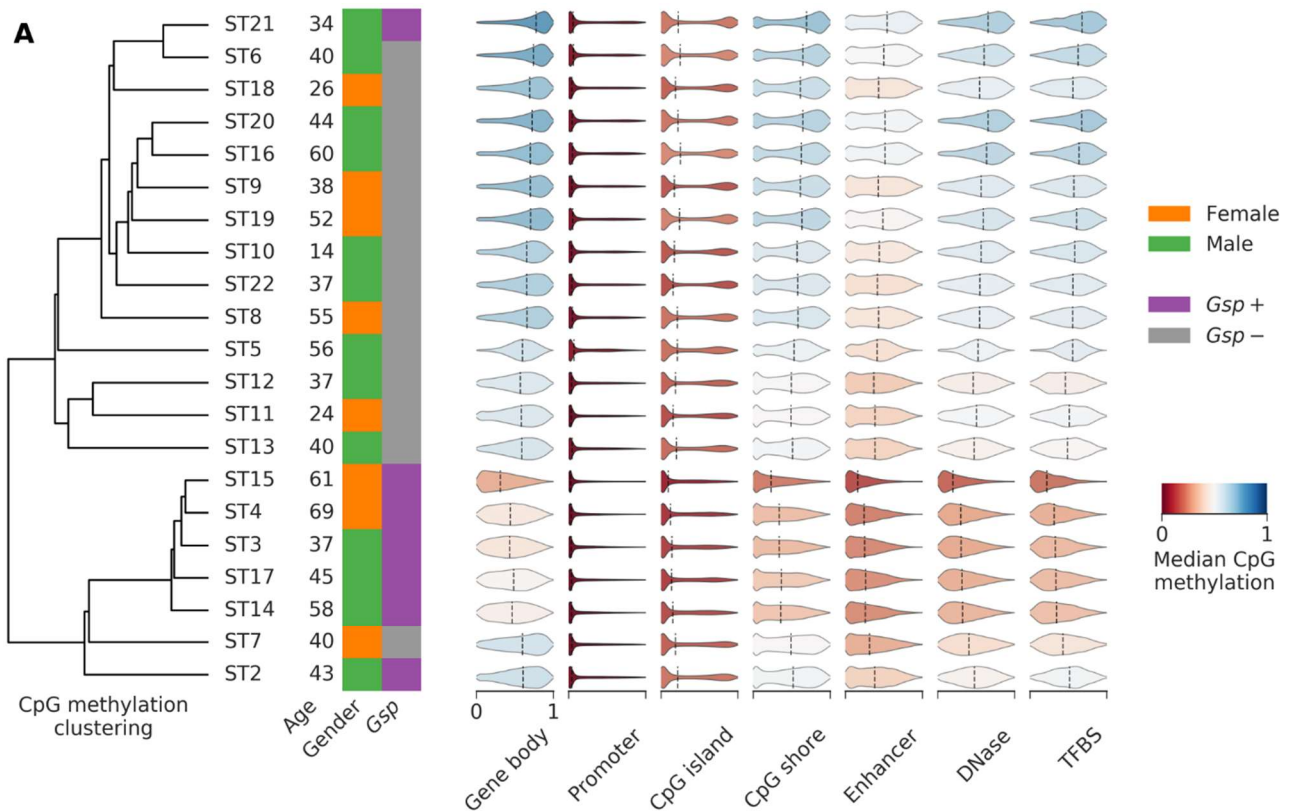 A
ST21 34
ST6 40
ST18 26
ST20 44
ST16 60
ST9 38
ST19 52
ST10 14
ST22 37
ST8 55
ST5 56
ST12 37
ST11 24
ST13 40
ST15 61
ST4 69
ST3 37
ST17 45
ST14 58
ST7 40
ST2 43
CpG methylation
clustering
Age
Gender
Gsp
0 1
Gene body
Promoter
CpG island
CpG shore
Enhancer
DNase
TFBS
Female
Male
Gsp +
Gsp −
0 1
Median CpG
methylation